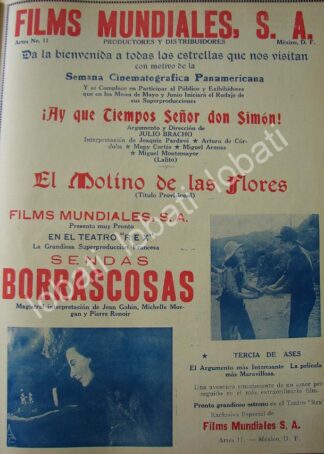 FILMS MUNDIALES, S. A.
Artes No. 11 PRODUCTORES Y DISTRIBUIDORES México, D. F.
Da la bienvenida a todas las estrellas que nos visitan
con motivo de la
Semana Cinematografica Panamericana
Y se Complace en Participar al Público y Exhibidores
que en los Meses de Mayo y Junio Iniciará el Rodaje de
sus Superproducciones
¡Ay que Tiempos Señor don Simón!
Argumento y Dirección de
JULIO BRACHO
Interpretación de Joaquín Pardavé ★ Arturo de Cór-
doba ★ Mapy Cortés ★ Miguel Arenas
★ Miguel Montemayor
(Lalito)
—y—
El Molino de las Flores
(Título Provisional)
FILMS MUNDIALES, S.A.
Presenta muy Pronto
EN EL TEATRO "REX"
La Grandiosa Superproducción Francesa
SENDAS
BORRASCOSAS
Magistral interpretación de Jean Gabin, Michelle Mor-
gan y Pierre Renoir
★
TERCIA DE ASES
El Argumento más Interesante La película
más Maravillosa.
Una aventura emocionante de un amor per-
seguido en el más extraordinario film.
Pronto grandioso estreno en el Teatro "Rex"
Exclusiva Especial de
Films Mundiales S. A.
Artes 11. — México, D. F.
lobati lobati lobati